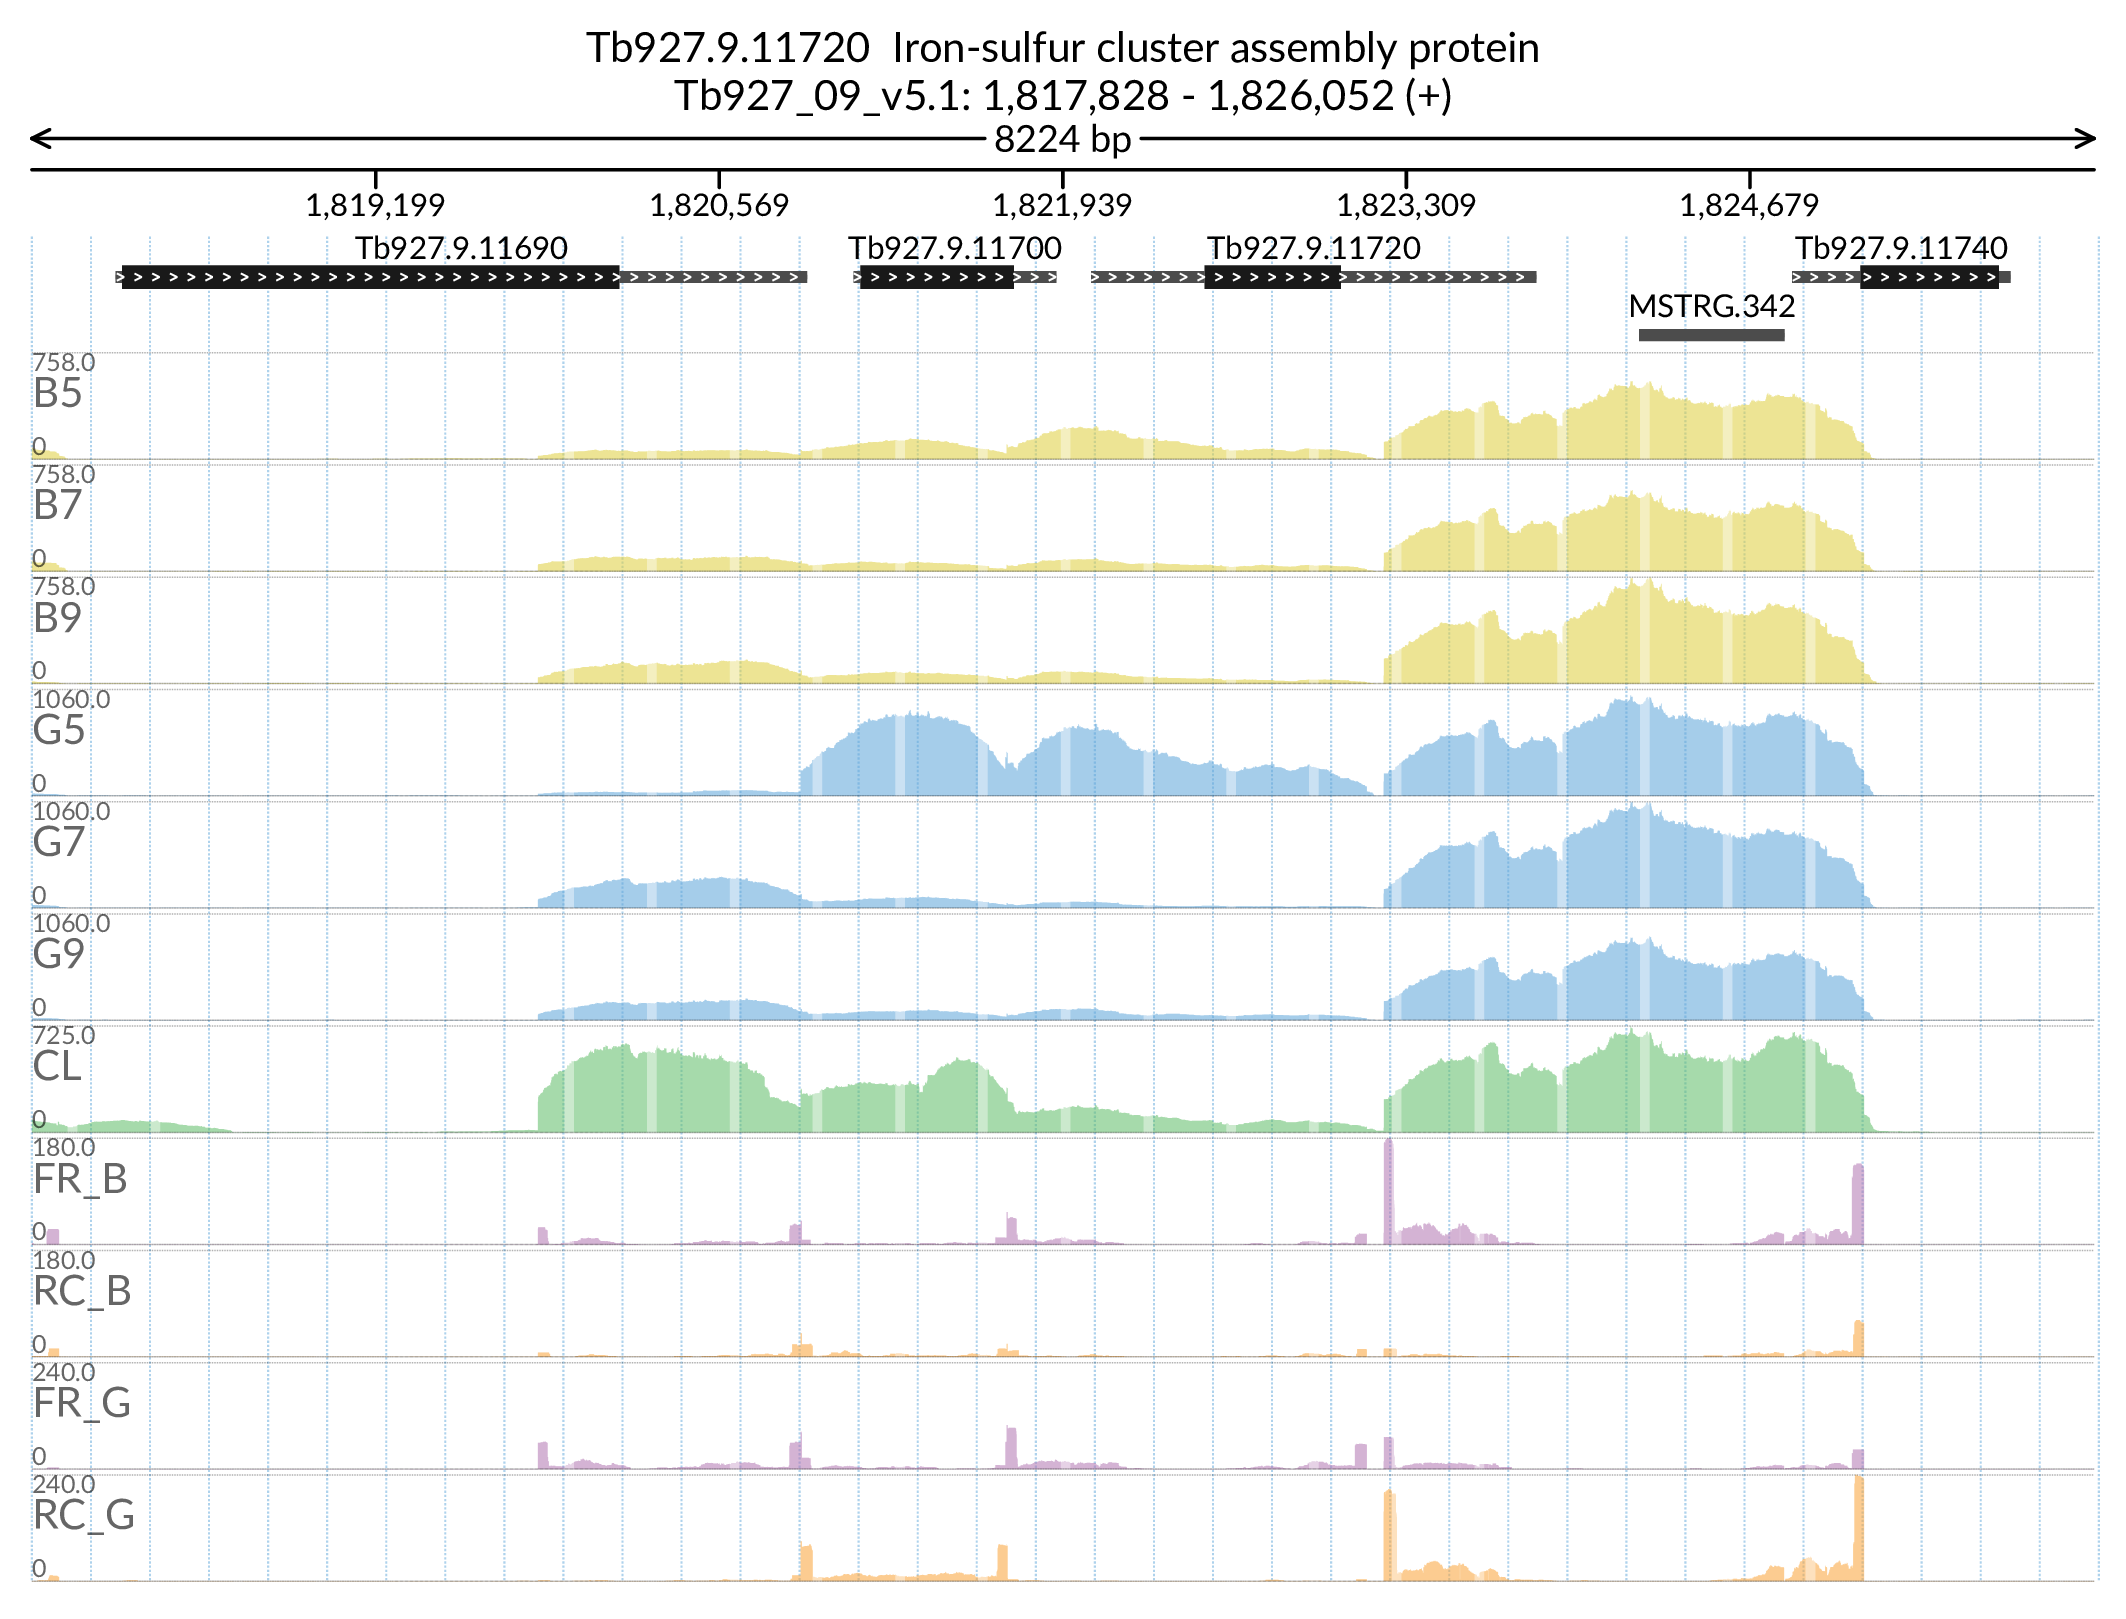 Tb927.9.11720 Iron-sulfur cluster assembly protein
Tb927_09_v5.1: 1,817,828 - 1,826,052 (+)
8224 bp
1,819,199 1,820,569 1,821,939 1,823,309 1,824,679
Tb927.9.11690 Tb927.9.11700 Tb927.9.11720 Tb927.9.11740
MSTRG.342
758.0
B5
0
758.0
B7
0
758.0
B9
0
1060.0
G5
0
1060.0
G7
0
1060.0
G9
0
725.0
CL
0
180.0
FR_B
0
180.0
RC_B
0
240.0
FR_G
0
240.0
RC_G
0